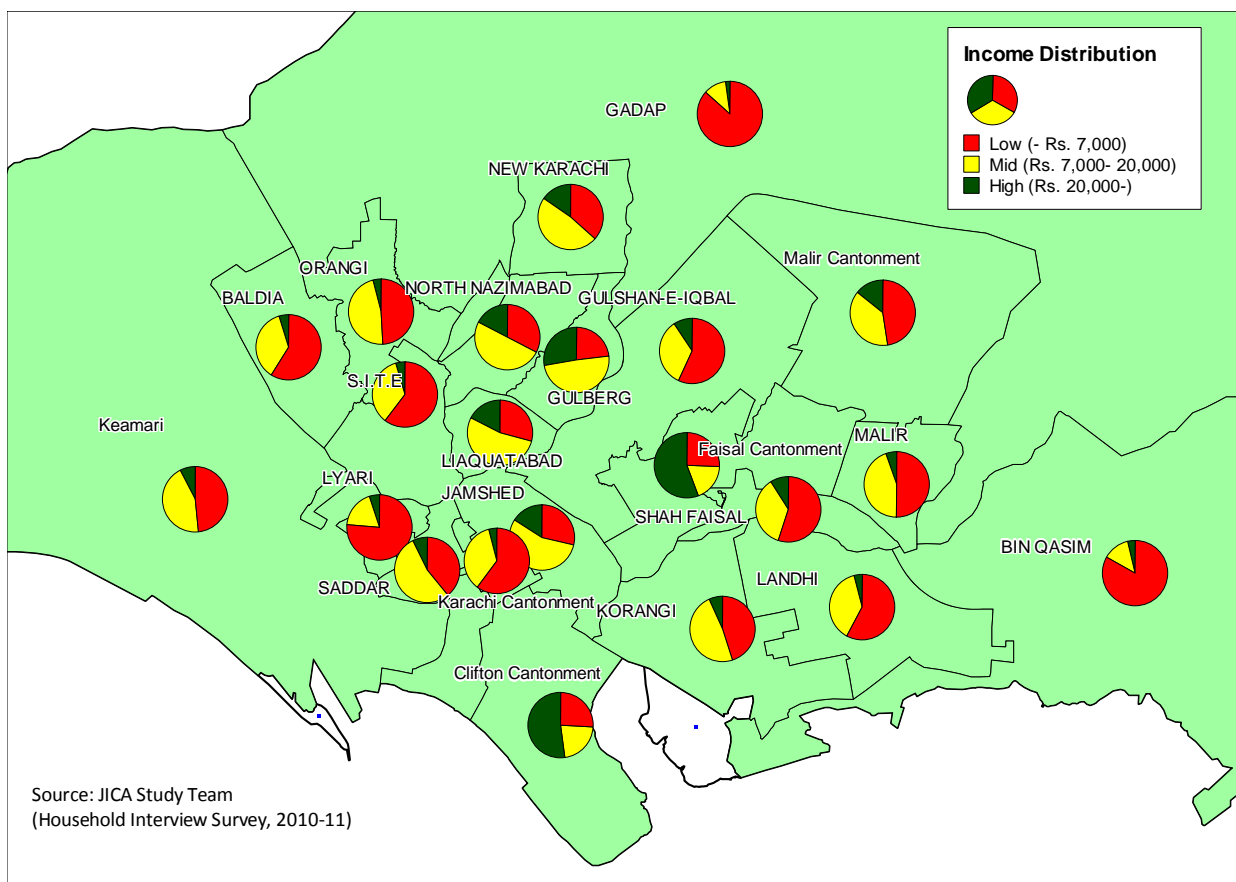 Income Distribution
Low (- Rs. 7,000)
Mid (Rs. 7,000- 20,000)
High (Rs. 20,000-)
GADAP
NEW KARACHI
Malir Cantonment
ORANGI
NORTH NAZIMABAD
GULSHAN-E-IQBAL
BALDIA
S.I.T.E
GULBERG
Keamari
LIAQUATABAD
Faisal Cantonment
MALIR
LYARI
JAMSHED
SHAH FAISAL
BIN QASIM
SADDAR
Karachi Cantonment
KORANGI
LANDHI
Clifton Cantonment
Source: JICA Study Team
(Household Interview Survey, 2010-11)